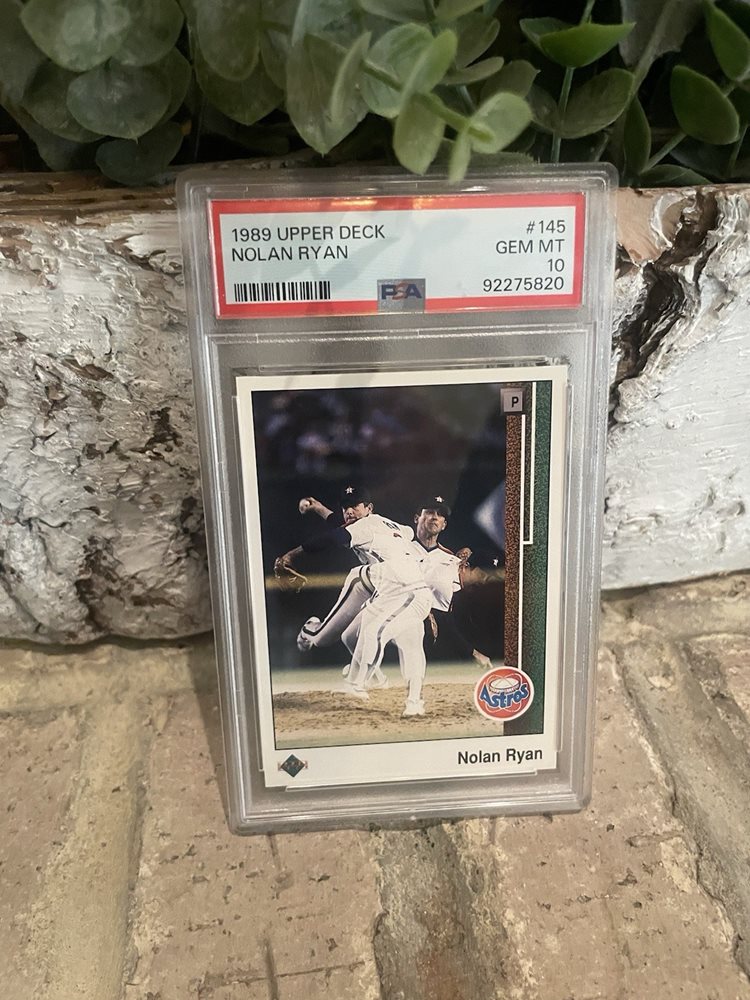 1989 UPPER DECK #145
NOLAN RYAN GEM MT
10
PSA 92275820
P
Astros
Nolan Ryan